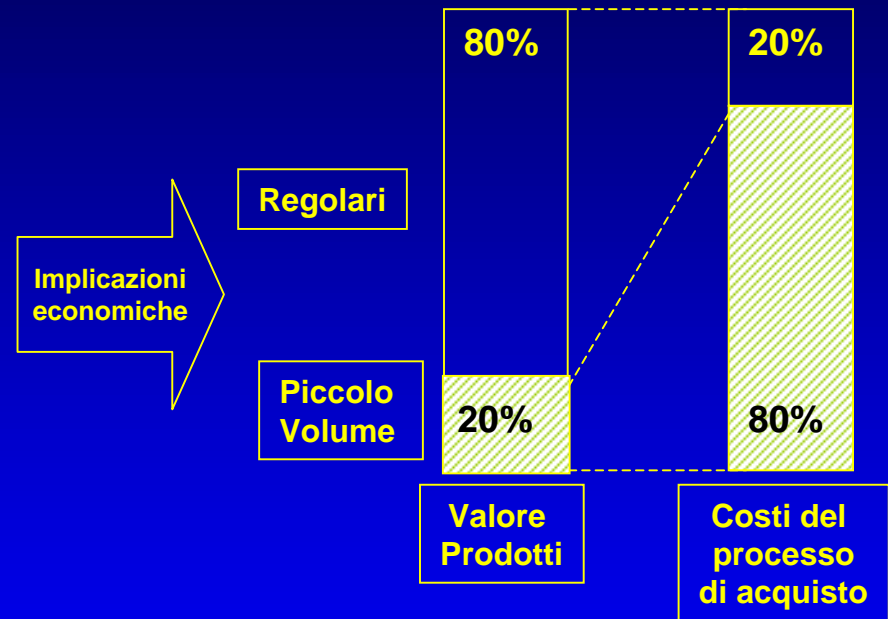 80%
20%
Regolari
Implicazioni
economiche
Piccolo
Volume
20%
80%
Valore
Prodotti
Costi del
processo
di acquisto